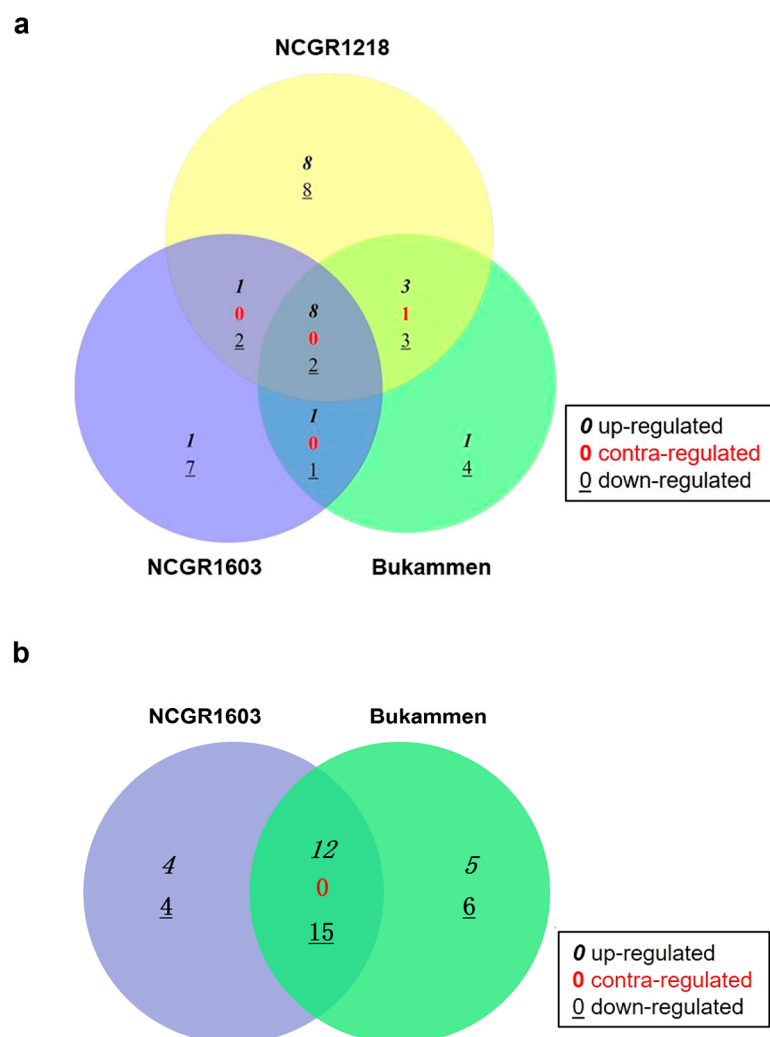 a
NCGR1218
8
8
1
0
2
8
0
2
3
1
3
1
0
1
1
7
1
4
0 up-regulated
0 contra-regulated
0 down-regulated
NCGR1603
Bukammen
b
NCGR1603
Bukammen
4
4
12
0
15
5
6
0 up-regulated
0 contra-regulated
0 down-regulated